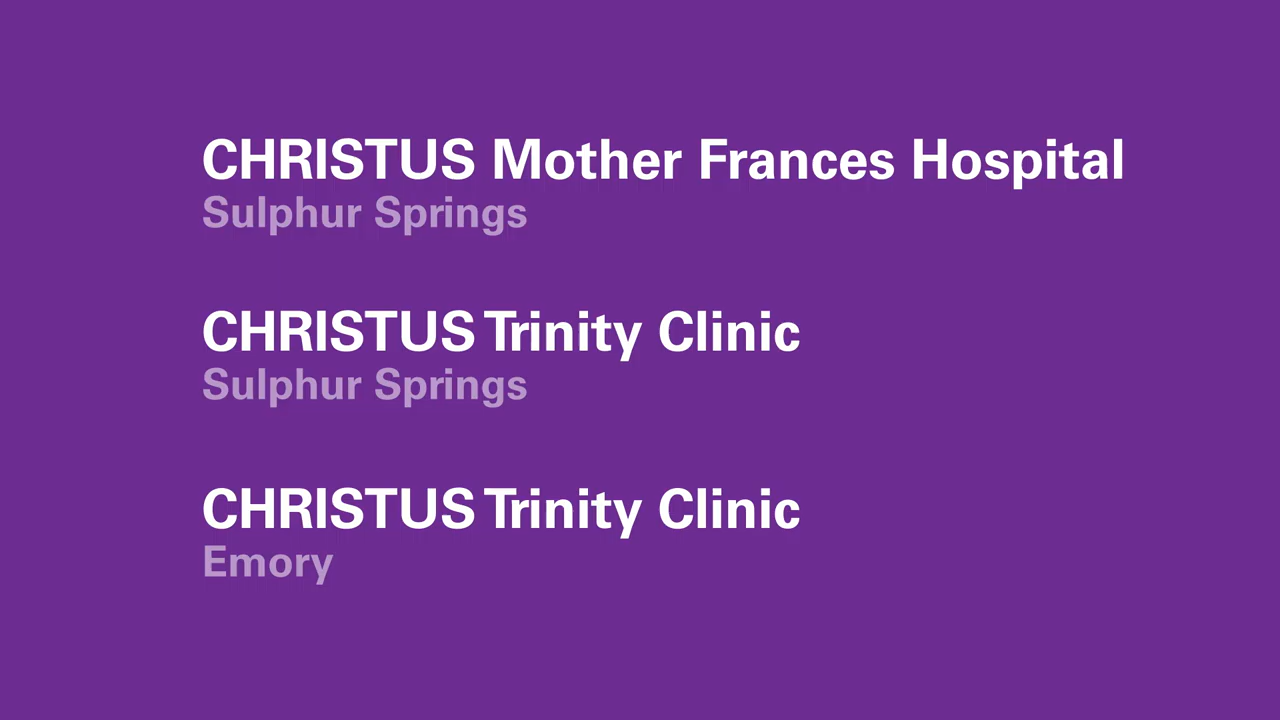 CHRISTUS Mother Frances Hospital
Sulphur Springs
CHRISTUS Trinity Clinic
Sulphur Springs
CHRISTUS Trinity Clinic
Emory